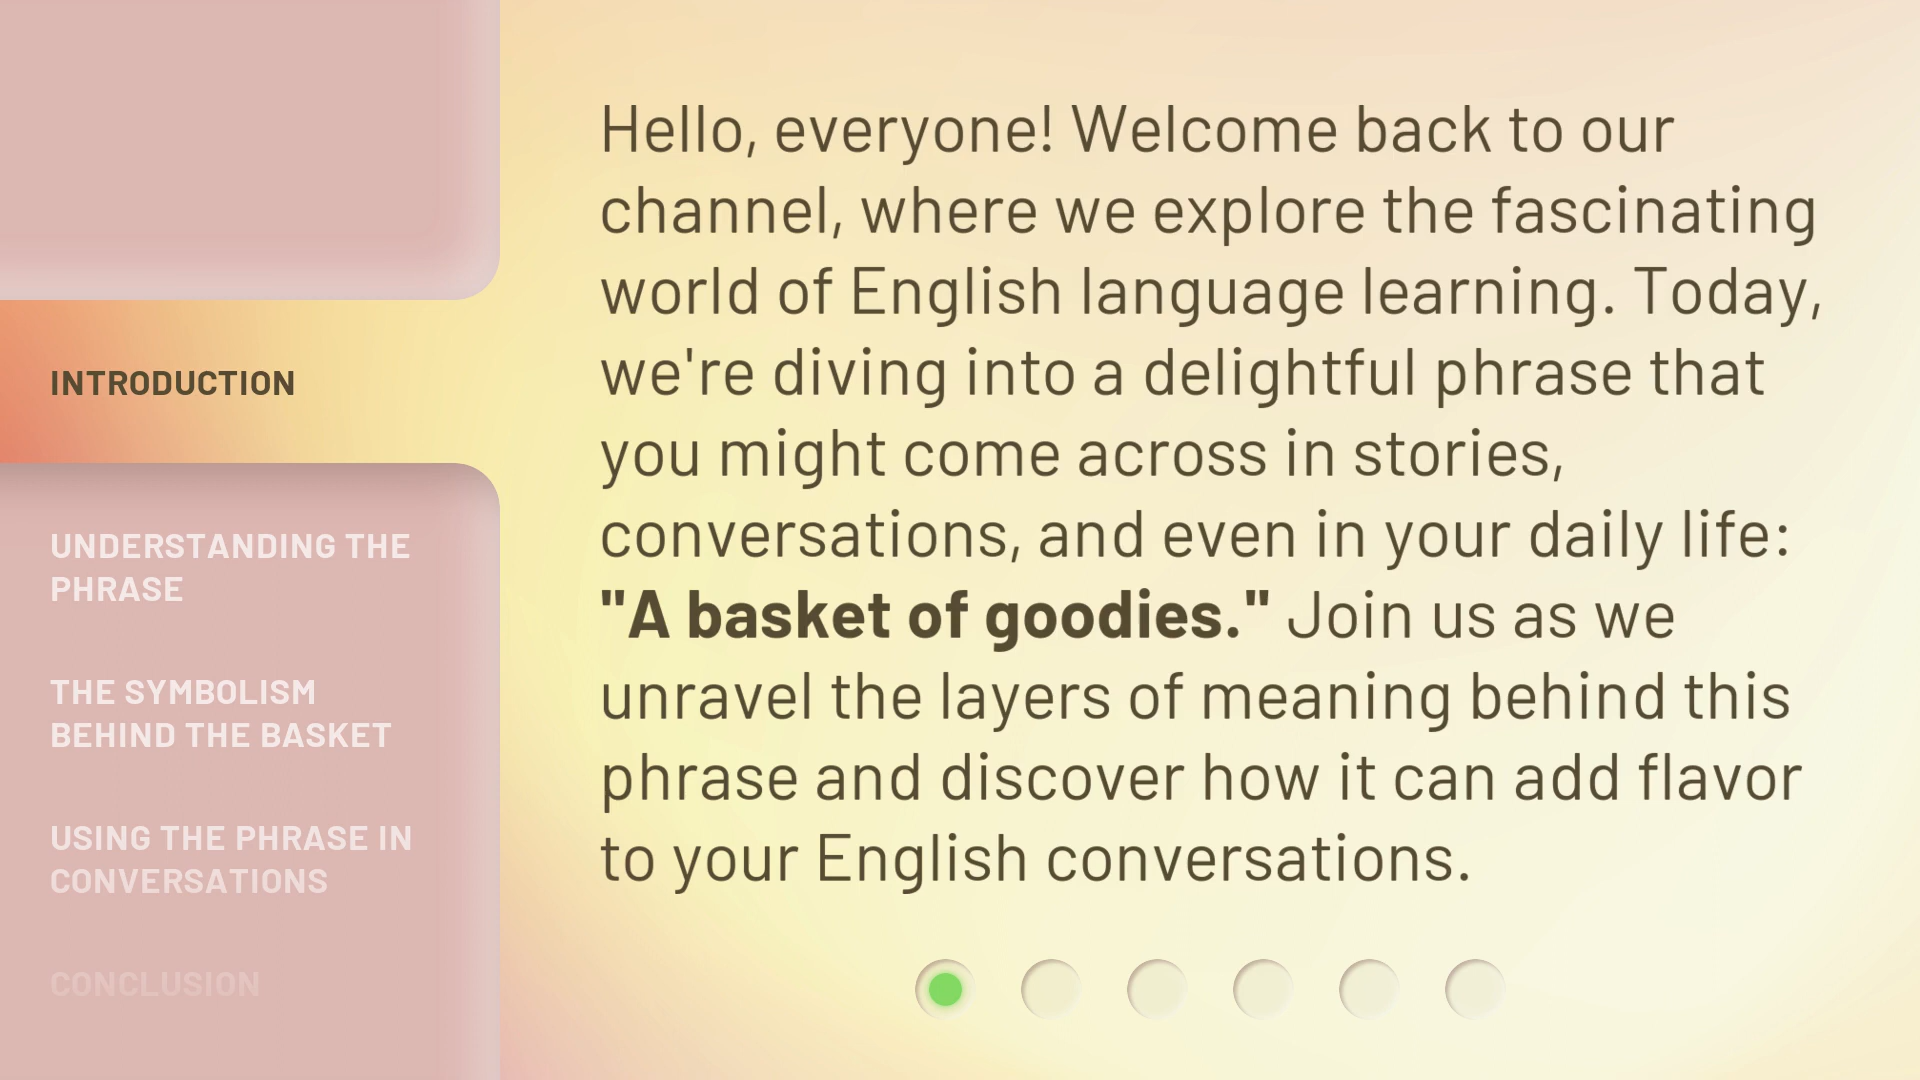 INTRODUCTION
UNDERSTANDING THE
PHRASE
THE SYMBOLISM
BEHIND THE BASKET
USING THE PHRASE IN
CONVERSATIONS
CONCLUSION
Hello, everyone! Welcome back to our
channel, where we explore the fascinating
world of English language learning. Today,
we're diving into a delightful phrase that
you might come across in stories,
conversations, and even in your daily life:
"A basket of goodies." Join us as we
unravel the layers of meaning behind this
phrase and discover how it can add flavor
to your English conversations.